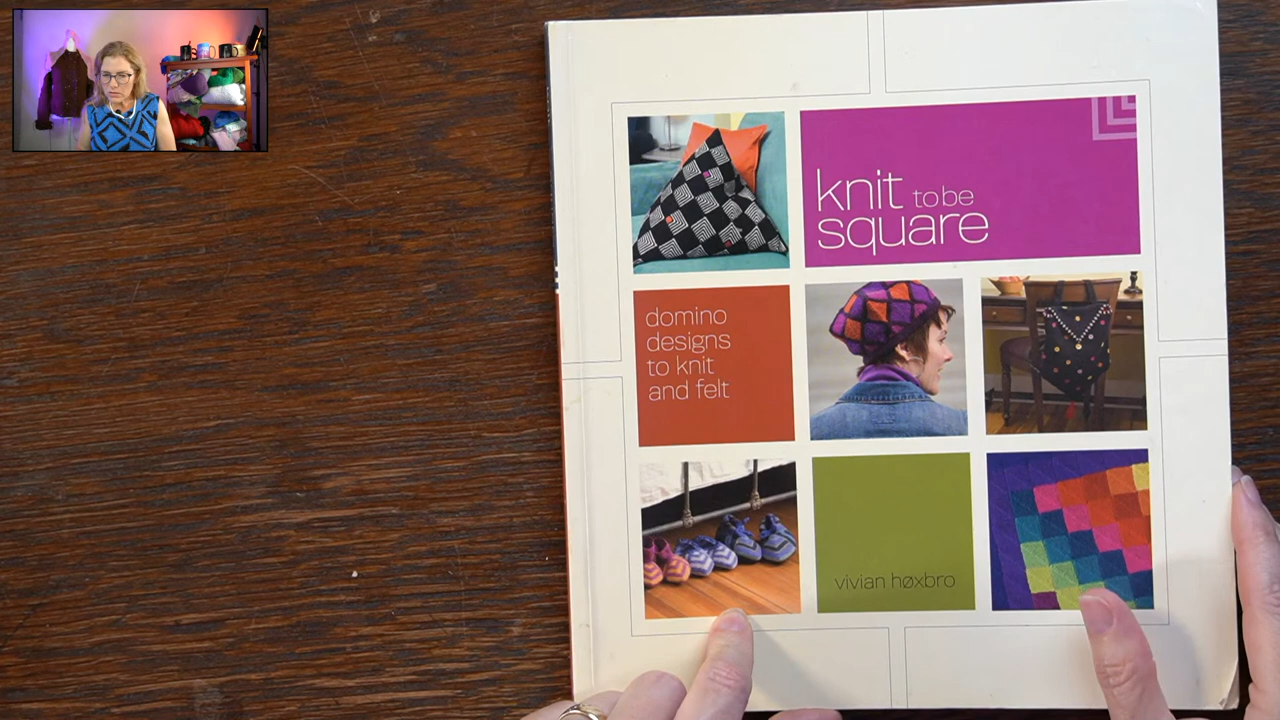 knit to be
square
domino
designs
to knit
and felt
vivian høxbro